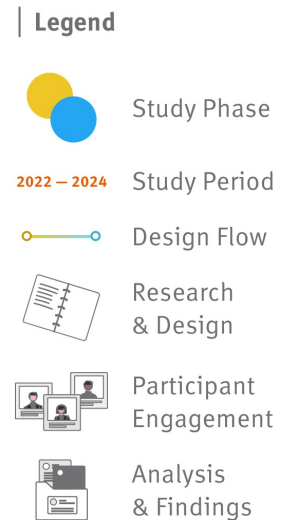 Legend
Study Phase
2022 — 2024 Study Period
Design Flow
Research
& Design
Participant
Engagement
Analysis
& Findings